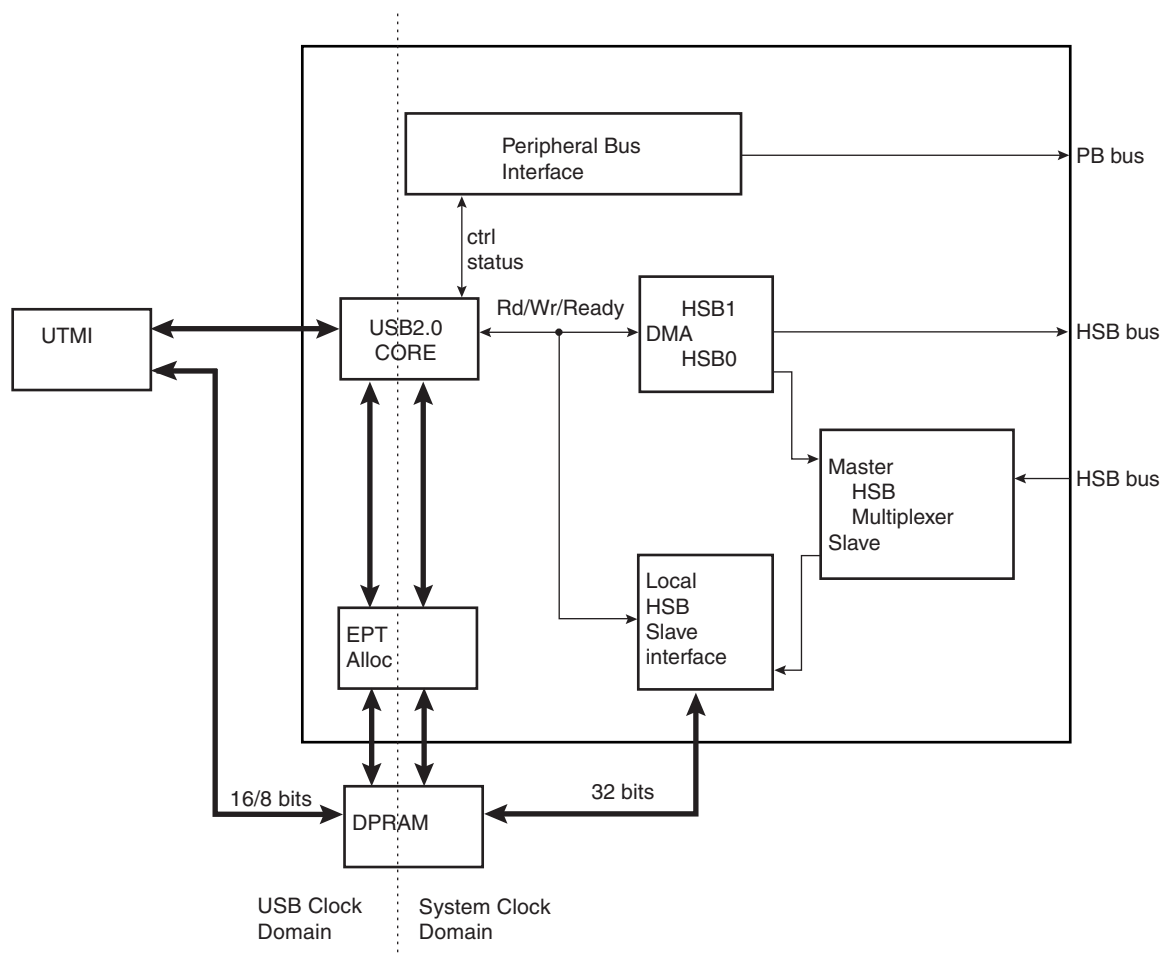 Peripheral Bus
Interface
PB bus
ctrl
status
UTMI
USB2.0
CORE
Rd/Wr/Ready
HSB1
DMA
HSB0
HSB bus
Master
HSB
Multiplexer
Slave
HSB bus
Local
HSB
Slave
interface
EPT
Alloc
16/8 bits
DPRAM
32 bits
USB Clock
Domain
System Clock
Domain